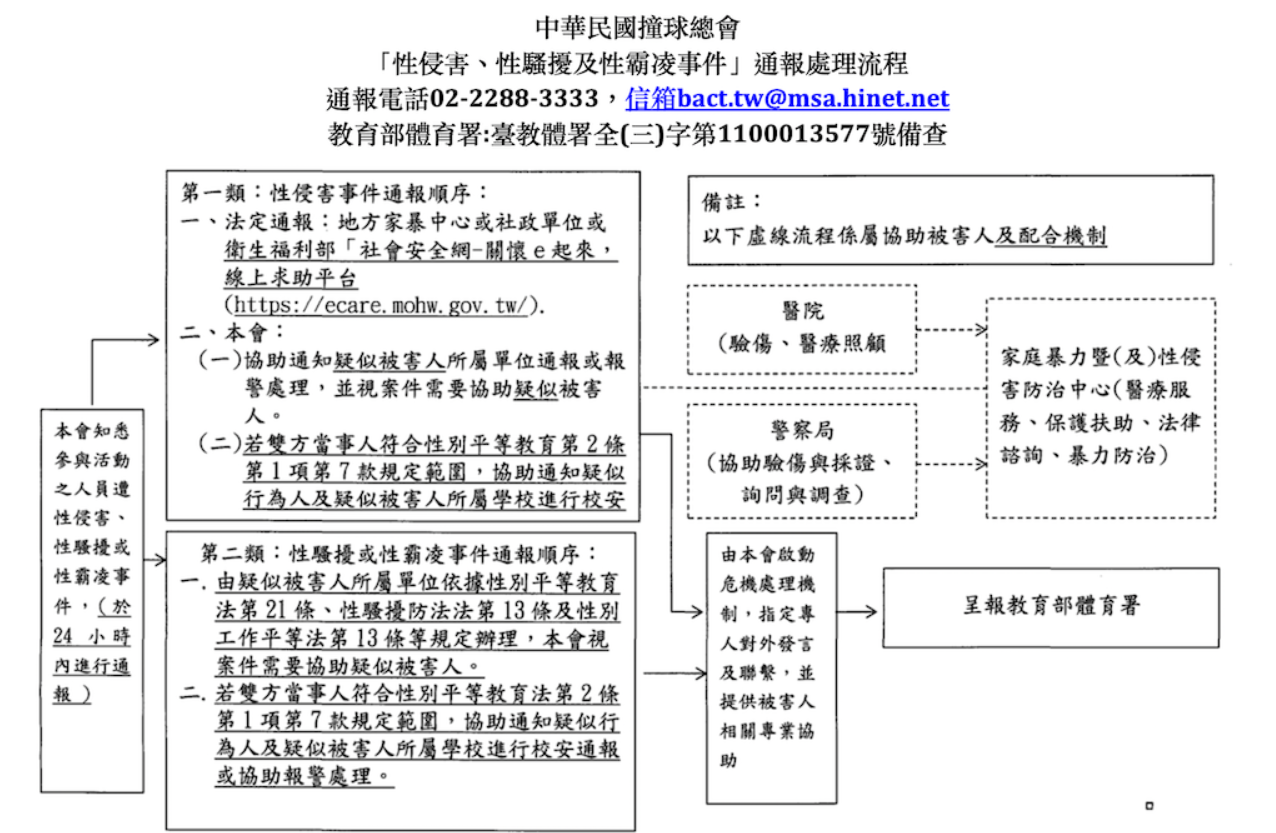 中華民國撞球總會
「性侵害、性騷擾及性霸凌事件」通報處理流程
通報電話02-2288-3333，信箱bact.tw@msa.hinet.net
教育部體育署:臺教體署全(三)字第1100013577號備查
本會知悉
參與活動
之人員遭
性侵害、
性騷擾或
性霸凌事
件，(於
24 小時
內進行通
報)
第一類：性侵害事件通報順序：
一、法定通報：地方家暴中心或社政單位或
衛生福利部「社會安全網-關懷 e 起來，
線上求助平台
(https://ecare.mohw.gov.tw/).
二、本會：
(一)協助通知疑似被害人所屬單位通報或報
警處理，並視案件需要協助疑似被害
人。
(二)若雙方當事人符合性別平等教育第 2 條
第 1 項第 7 款規定範圍，協助通知疑似
行為人及疑似被害人所屬學校進行校安
第二類：性騷擾或性霸凌事件通報順序：
一. 由疑似被害人所屬單位依據性別平等教育
法第 21 條、性騷擾防法法第 13 條及性別
工作平等法第 13 條等規定辦理，本會視
案件需要協助疑似被害人。
二. 若雙方當事人符合性別平等教育法第 2 條
第 1 項第 7 款規定範圍，協助通知疑似行
為人及疑似被害人所屬學校進行校安通報
或協助報警處理。
備註：
以下虛線流程係屬協助被害人及配合機制
醫院
(驗傷、醫療照顧
警察局
(協助驗傷與採證、
詢問與調查)
家庭暴力暨(及)性侵
害防治中心(醫療服
務、保護扶助、法律
諮詢、暴力防治)
由本會啟動
危機處理機
制，指定專
人對外發言
及聯繫，並
提供被害人
相關專業協
助
呈報教育部體育署